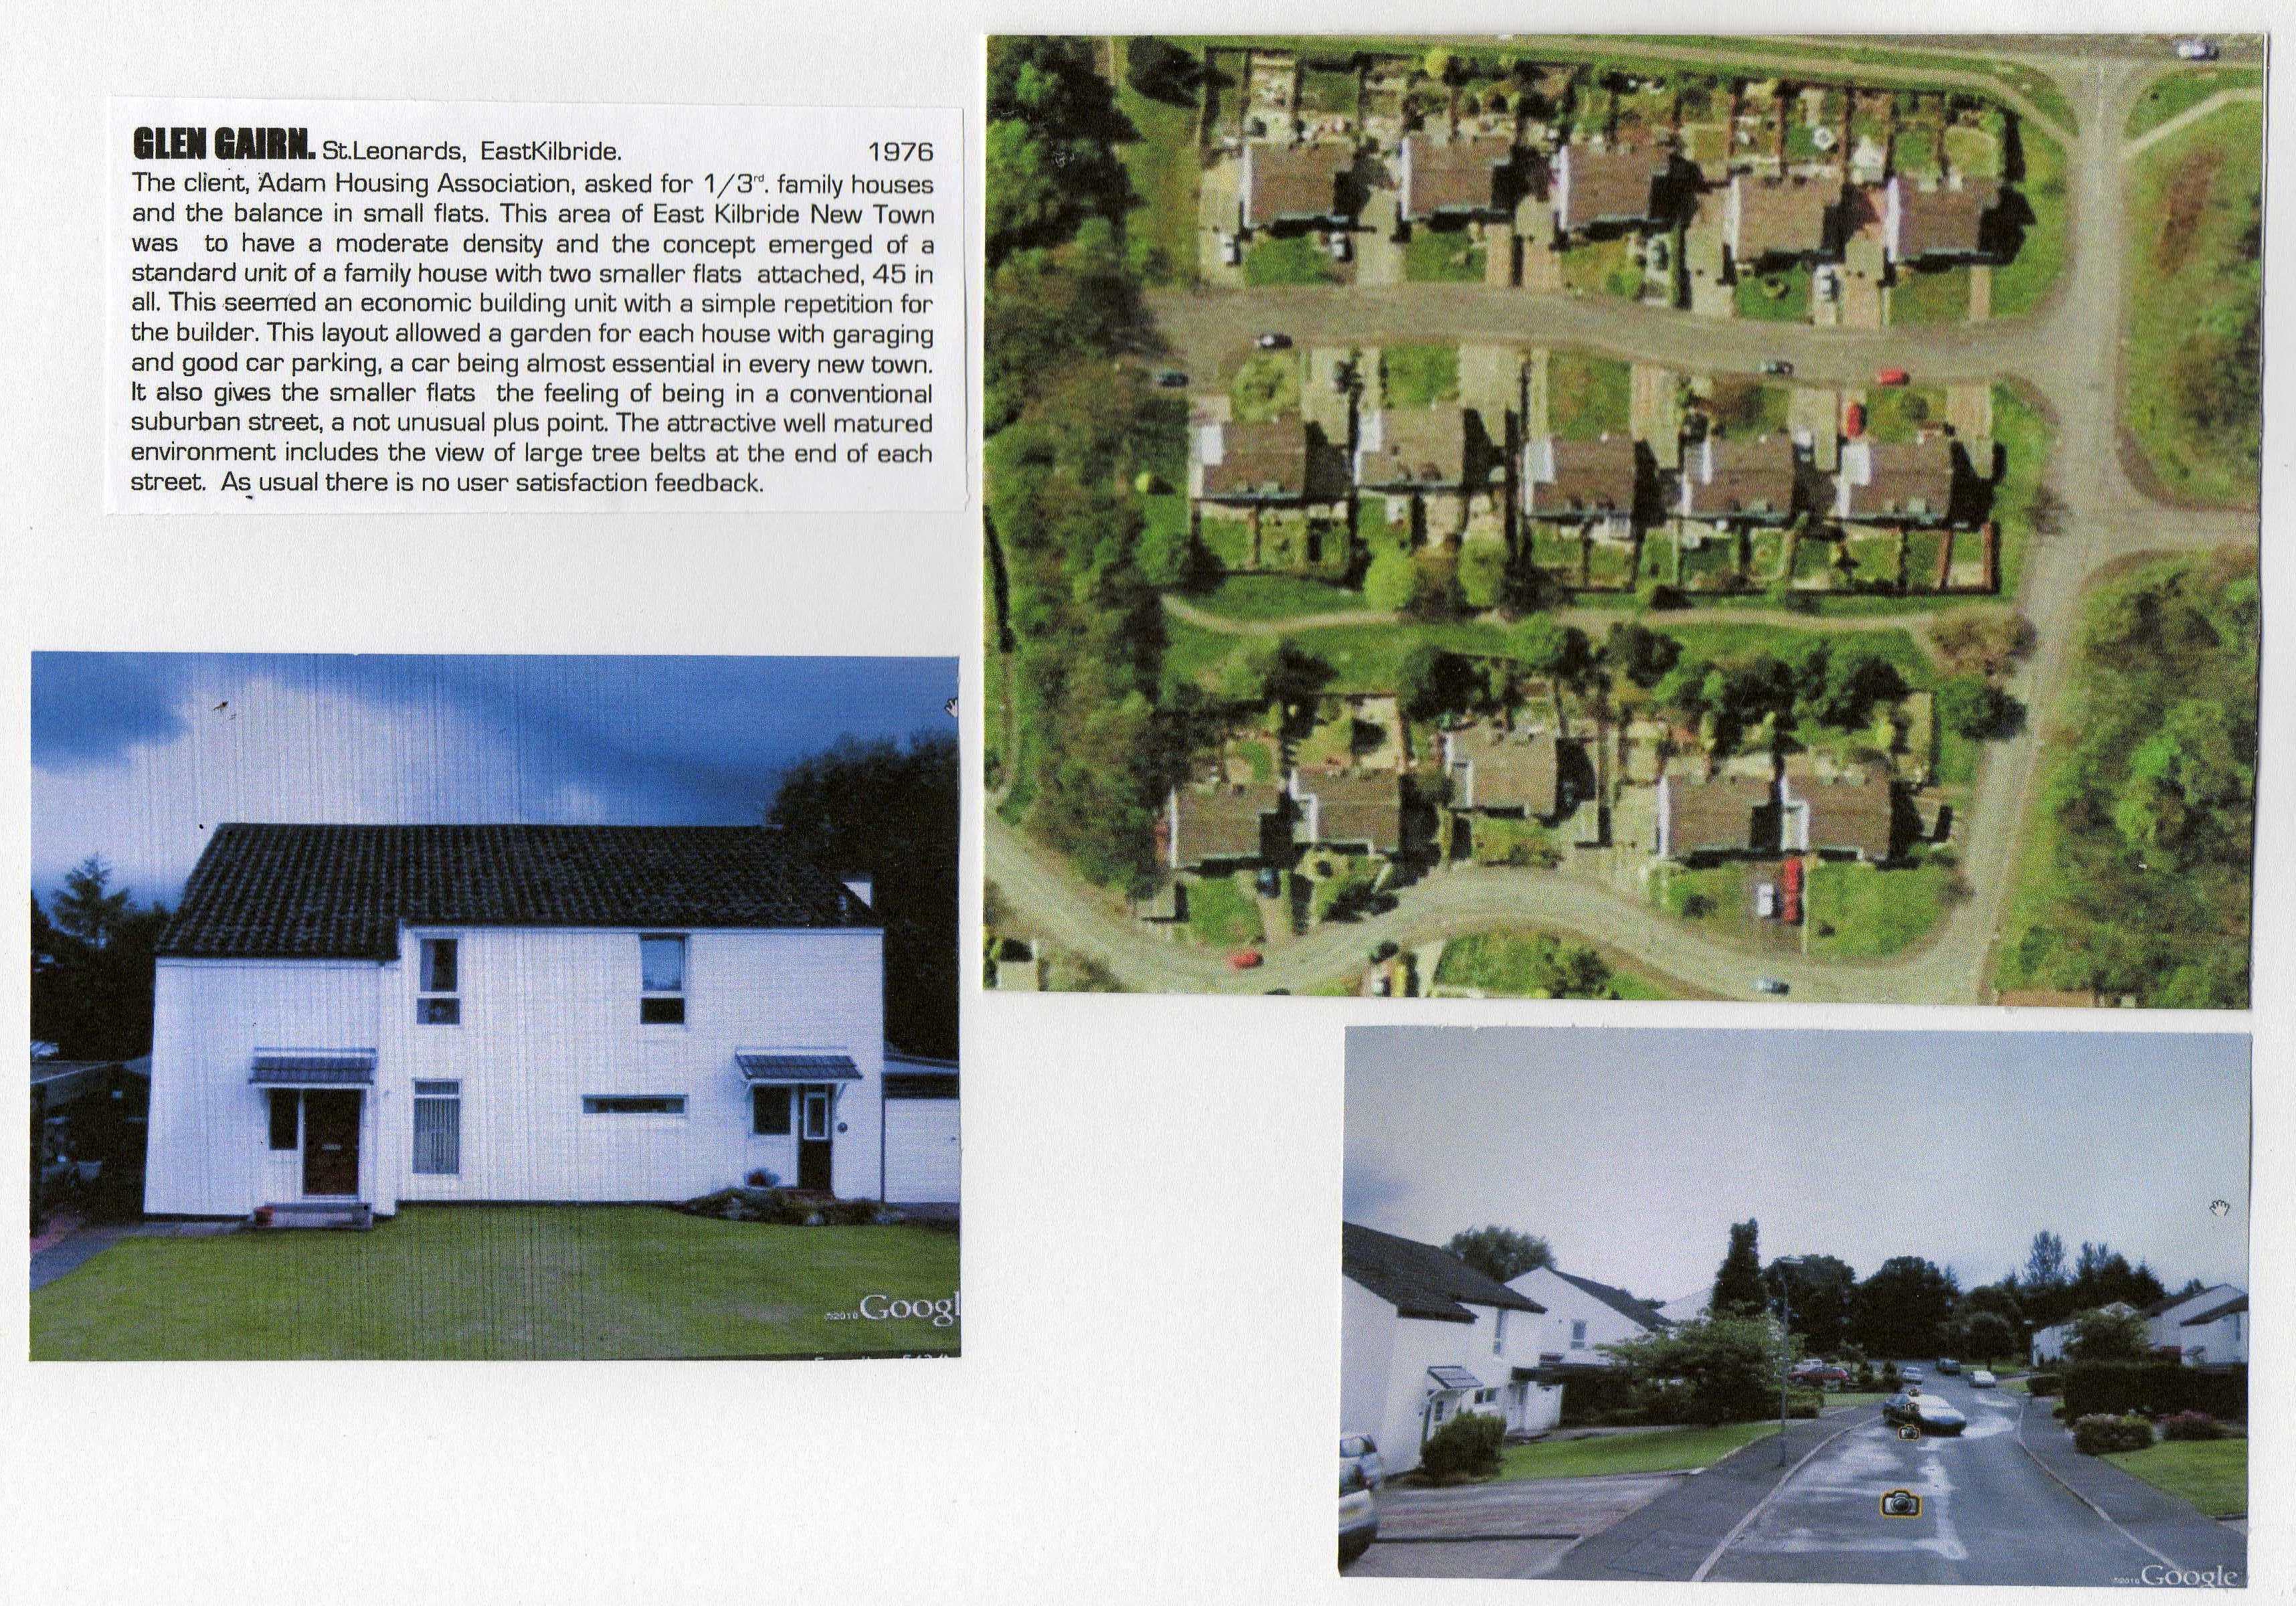 GLEN GAIRN. St.Leonards, EastKilbride. 1976
The client, Adam Housing Association, asked for 1/3rd. family houses
and the balance in small flats. This area of East Kilbride New Town
was to have a moderate density and the concept emerged of a
standard unit of a family house with two smaller flats attached, 45 in
all. This seemed an economic building unit with a simple repetition for
the builder. This layout allowed a garden for each house with garaging
and good car parking, a car being almost essential in every new town.
It also gives the smaller flats the feeling of being in a conventional
suburban street, a not unusual plus point. The attractive well matured
environment includes the view of large tree belts at the end of each
street. As usual there is no user satisfaction feedback.
©2010 Googl
©2010 Google